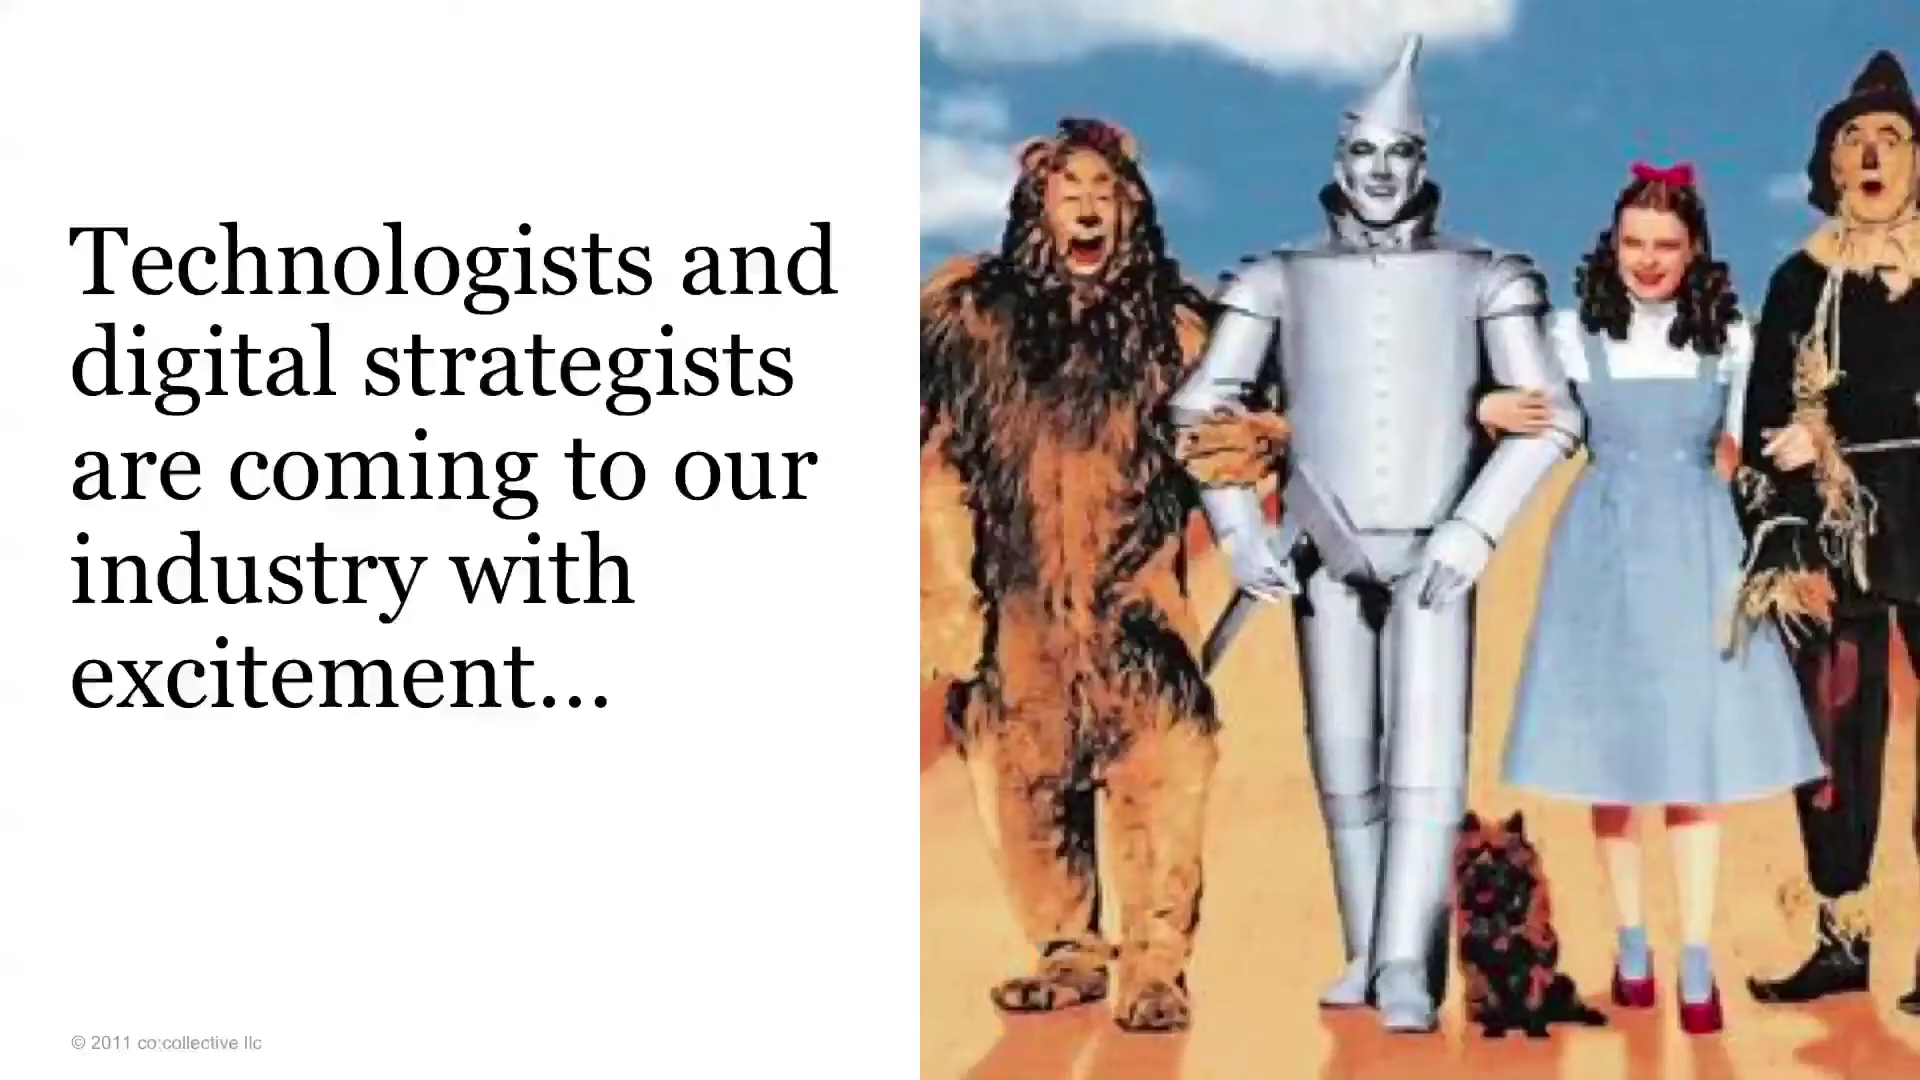 Technologists and
digital strategists
are coming to our
industry with
excitement...
© 2011 co:collective llc